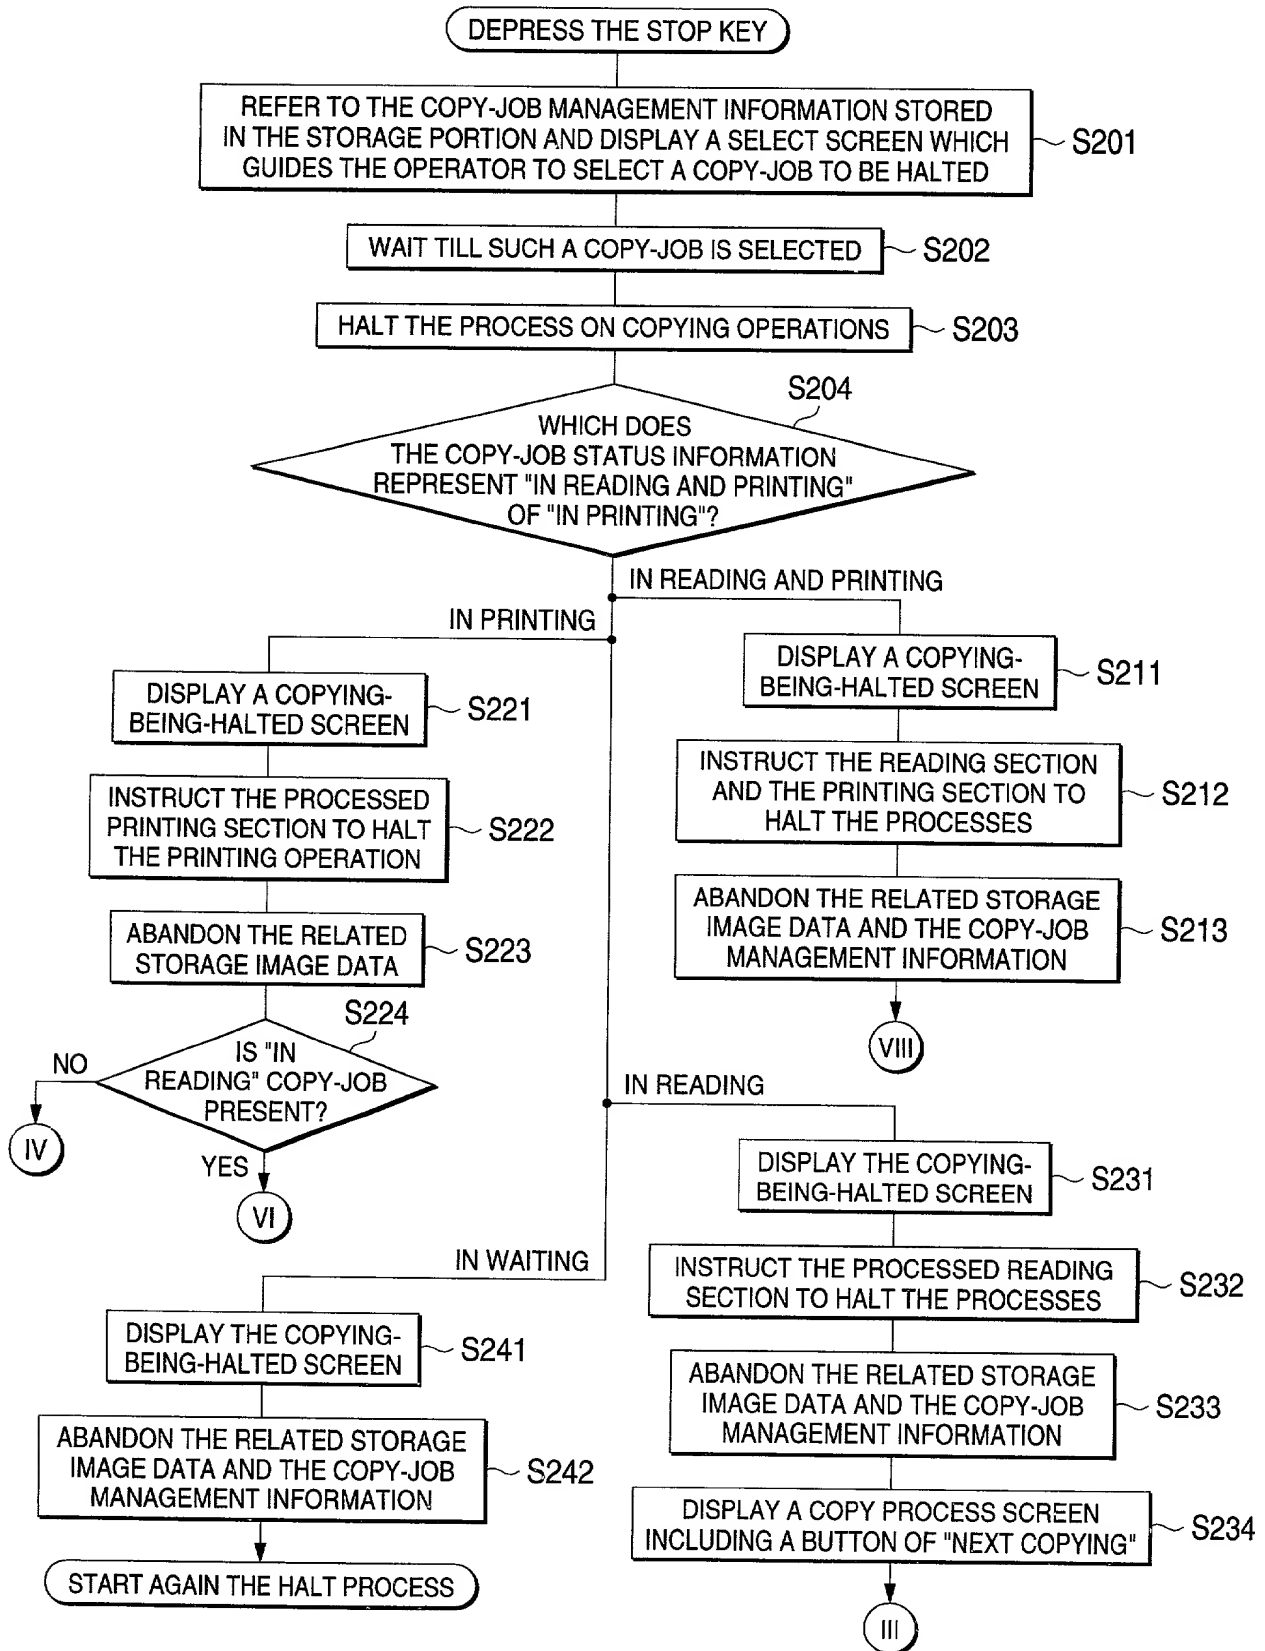 DEPRESS THE STOP KEY
REFER TO THE COPY-JOB MANAGEMENT INFORMATION STORED
IN THE STORAGE PORTION AND DISPLAY A SELECT SCREEN WHICH
GUIDES THE OPERATOR TO SELECT A COPY-JOB TO BE HALTED
S201
WAIT TILL SUCH A COPY-JOB IS SELECTED
S202
HALT THE PROCESS ON COPYING OPERATIONS
S203
S204
WHICH DOES
THE COPY-JOB STATUS INFORMATION
REPRESENT "IN READING AND PRINTING"
OF "IN PRINTING"?
IN READING AND PRINTING
IN PRINTING
DISPLAY A COPYING-
BEING-HALTED SCREEN
S211
INSTRUCT THE READING SECTION
AND THE PRINTING SECTION TO
HALT THE PROCESSES
S212
ABANDON THE RELATED STORAGE
IMAGE DATA AND THE COPY-JOB
MANAGEMENT INFORMATION
S213
VIII
DISPLAY A COPYING-
BEING-HALTED SCREEN
S221
INSTRUCT THE PROCESSED
PRINTING SECTION TO HALT
THE PRINTING OPERATION
S222
ABANDON THE RELATED
STORAGE IMAGE DATA
S223
S224
IS "IN
READING" COPY-JOB
PRESENT?
NO
IV
YES
VI
IN READING
DISPLAY THE COPYING-
BEING-HALTED SCREEN
S231
INSTRUCT THE PROCESSED READING
SECTION TO HALT THE PROCESSES
S232
ABANDON THE RELATED STORAGE
IMAGE DATA AND THE COPY-JOB
MANAGEMENT INFORMATION
S233
DISPLAY A COPY PROCESS SCREEN
INCLUDING A BUTTON OF "NEXT COPYING"
S234
III
IN WAITING
DISPLAY THE COPYING-
BEING-HALTED SCREEN
S241
ABANDON THE RELATED STORAGE
IMAGE DATA AND THE COPY-JOB
MANAGEMENT INFORMATION
S242
START AGAIN THE HALT PROCESS